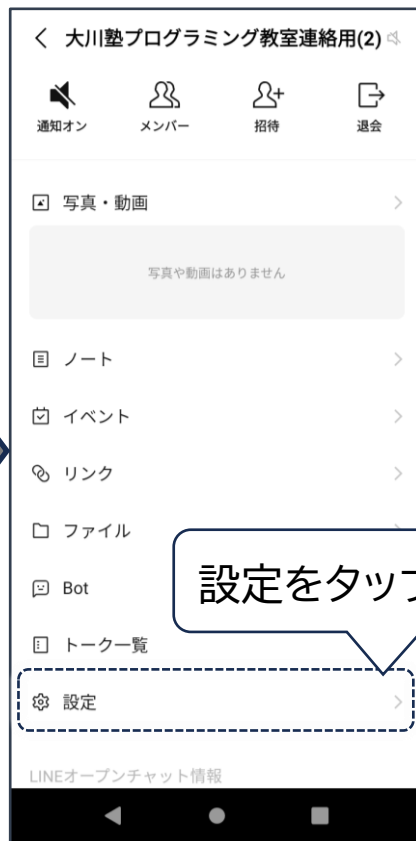 大川塾プログラミング教室連絡用(2)
通知オン
メンバー
招待
退会
写真・動画
写真や動画はありません
ノート
イベント
リンク
ファイル
Bot
設定をタップ
トーク一覧
設定
LINEオープンチャット情報